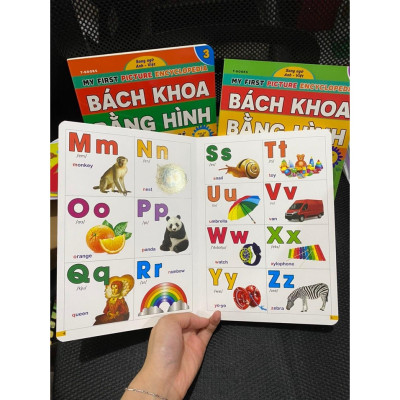 T-BOOKS
Song ngữ
Anh - Việt
3
MY FIRST PICTURE ENCYCLOPEDIA
BÁCH KHOA
BẰNG HÌNH
T-BOOKS
Song ngữ
Anh - Việt
MY FIRST PICTURE ENCYCLOPEDIA
BÁCH KHOA
BẰNG HÌNH
Mm
monkey
Nn
nest
Oo
orange
Pp
panda
Qq
queen
Rr
rainbow
Ss
snail
Tt
toy
Uu
umbrella
Vv
van
Ww
watch
Xx
xylophone
Yy
yo-yo
Zz
zebra